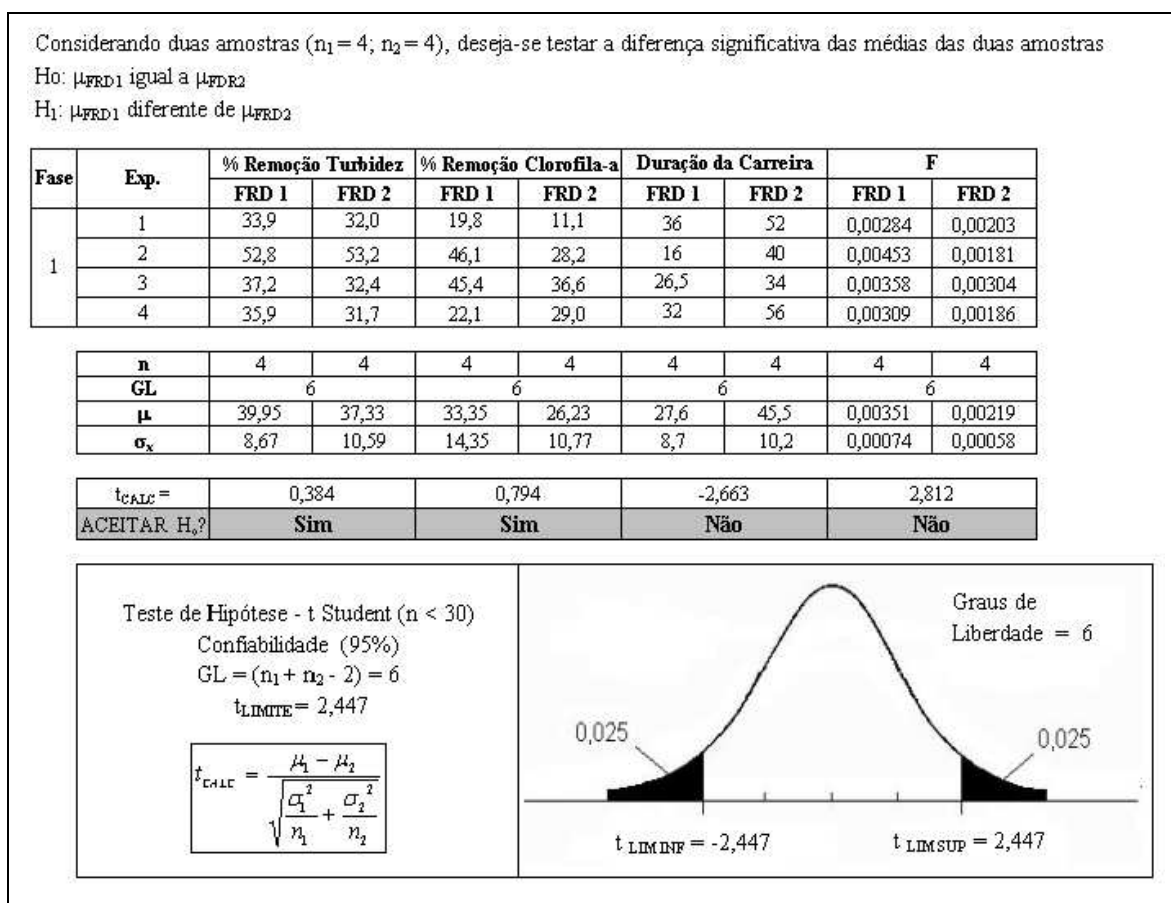 Considerando duas amostras (n1 = 4; n2 = 4), deseja-se testar a diferença significativa das médias das duas amostras
Ho: μFRD1 igual a μFDR2
H1: μFRD1 diferente de μFRD2
Fase Exp. % Remoção Turbidez % Remoção Clorofila-a Duração da Carreira F
FRD 1 FRD 2 FRD 1 FRD 2 FRD 1 FRD 2 FRD 1 FRD 2
1 33,9 32,0 19,8 11,1 36 52 0,00284 0,00203
2 52,8 53,2 46,1 28,2 16 40 0,00453 0,00181
1
3 37,2 32,4 45,4 36,6 26,5 34 0,00358 0,00304
4 35,9 31,7 22,1 29,0 32 56 0,00309 0,00186
n 4 4 4 4 4 4 4 4
GL 6 6 6 6
μ 39,95 37,33 33,35 26,23 27,6 45,5 0,00351 0,00219
σx 8,67 10,59 14,35 10,77 8,7 10,2 0,00074 0,00058
tCALC = 0,384 0,794 -2,663 2,812
ACEITAR Ho? Sim Sim Não Não
Teste de Hipótese - t Student (n < 30)
Confiabilidade (95%)
GL = (n1 + n2 - 2) = 6
tLIMITE = 2,447
tCALC = (μ1 − μ2) / √(σ1²/n1 + σ2²/n2)
Graus de
Liberdade = 6
0,025
0,025
t LIM INF = -2,447
t LIM SUP = 2,447